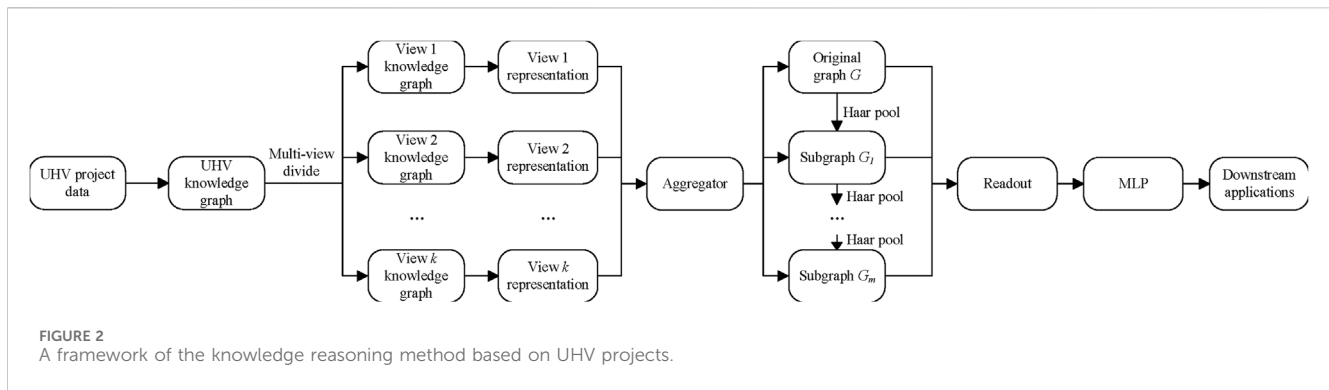 UHV project
data
UHV
knowledge
graph
Multi-view
divide
View 1
knowledge
graph
View 1
representation
View 2
knowledge
graph
View 2
representation
...
...
View k
knowledge
graph
View k
representation
Aggregator
Original
graph G
Haar pool
Subgraph G_l
Haar pool
...
Haar pool
Subgraph G_m
Readout
MLP
Downstream
applications
FIGURE 2
A framework of the knowledge reasoning method based on UHV projects.